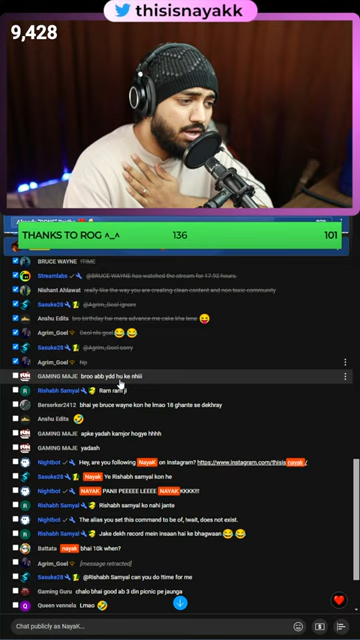 thisisnayakk
9,428
THANKS TO ROG ^_^ 136 101
BRUCE WAYNE !TIME
Streamlabs @BRUCE WAYNE has watched the stream for 17.92 hours.
Nishant Ahlawat really like the way you are creating clean content and non toxic community
Sasuke28 @Agrim_Goel ignore
Anshu Edits bro birthday hai mera advance me cake kha lena
Agrim_Goel Geol nhi goel
Sasuke28 @Agrim_Goel sorry
Agrim_Goel Np
GAMING MAJE broo abb ydd hu ke nhiii
Rishabh Samyal Ram ram ji
Berserker2412 bhai ye bruce wayne kon he lmao 18 ghante se dekhray
Anshu Edits
GAMING MAJE apke yadah kamjor hogye hhhh
GAMING MAJE yadash
Nightbot Hey, are you following Nayak on Instagram? https://www.instagram.com/thisisnayak/
Sasuke28 Nayak Ye Rishabh samyal kon he
Nightbot NAYAK PANI PEEEEE LEEEE NAYAK KKKK!!!
Rishabh Samyal Rishabh samyal ko nahi jante
Nightbot The alias you set this command to be of, !wait, does not exist.
Rishabh Samyal Jake dekh record mein insaan hai ke bhagwaan
Battata nayak bhai 10k when?
Agrim_Goel [message retracted]
Sasuke28 @Rishabh Samyal can you do !time for me
Gaming Guru chalo bhai good ab 3 din picnic pe jaunga
Queen vennela Lmao
Chat publicly as NayaK...